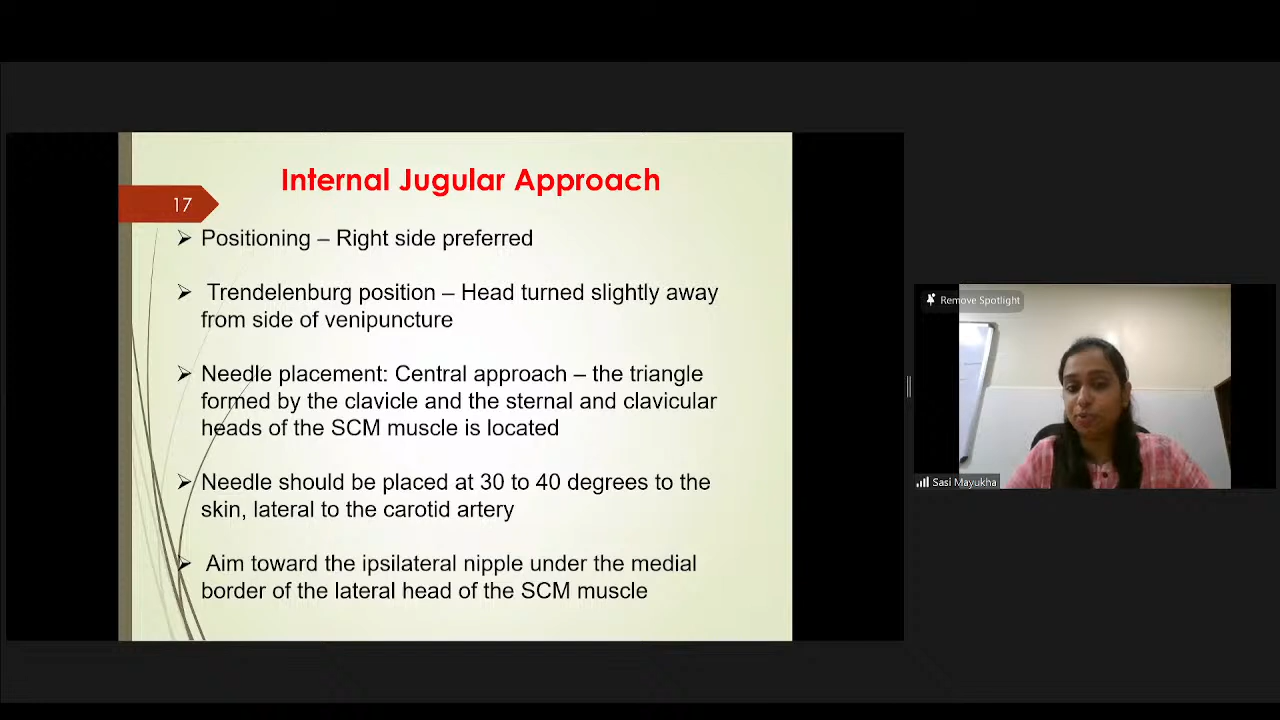 Internal Jugular Approach
17
➢ Positioning – Right side preferred
➢ Trendelenburg position – Head turned slightly away
from side of venipuncture
➢ Needle placement: Central approach – the triangle
formed by the clavicle and the sternal and clavicular
heads of the SCM muscle is located
➢ Needle should be placed at 30 to 40 degrees to the
skin, lateral to the carotid artery
➢ Aim toward the ipsilateral nipple under the medial
border of the lateral head of the SCM muscle
Remove Spotlight
Sasi Mayukha